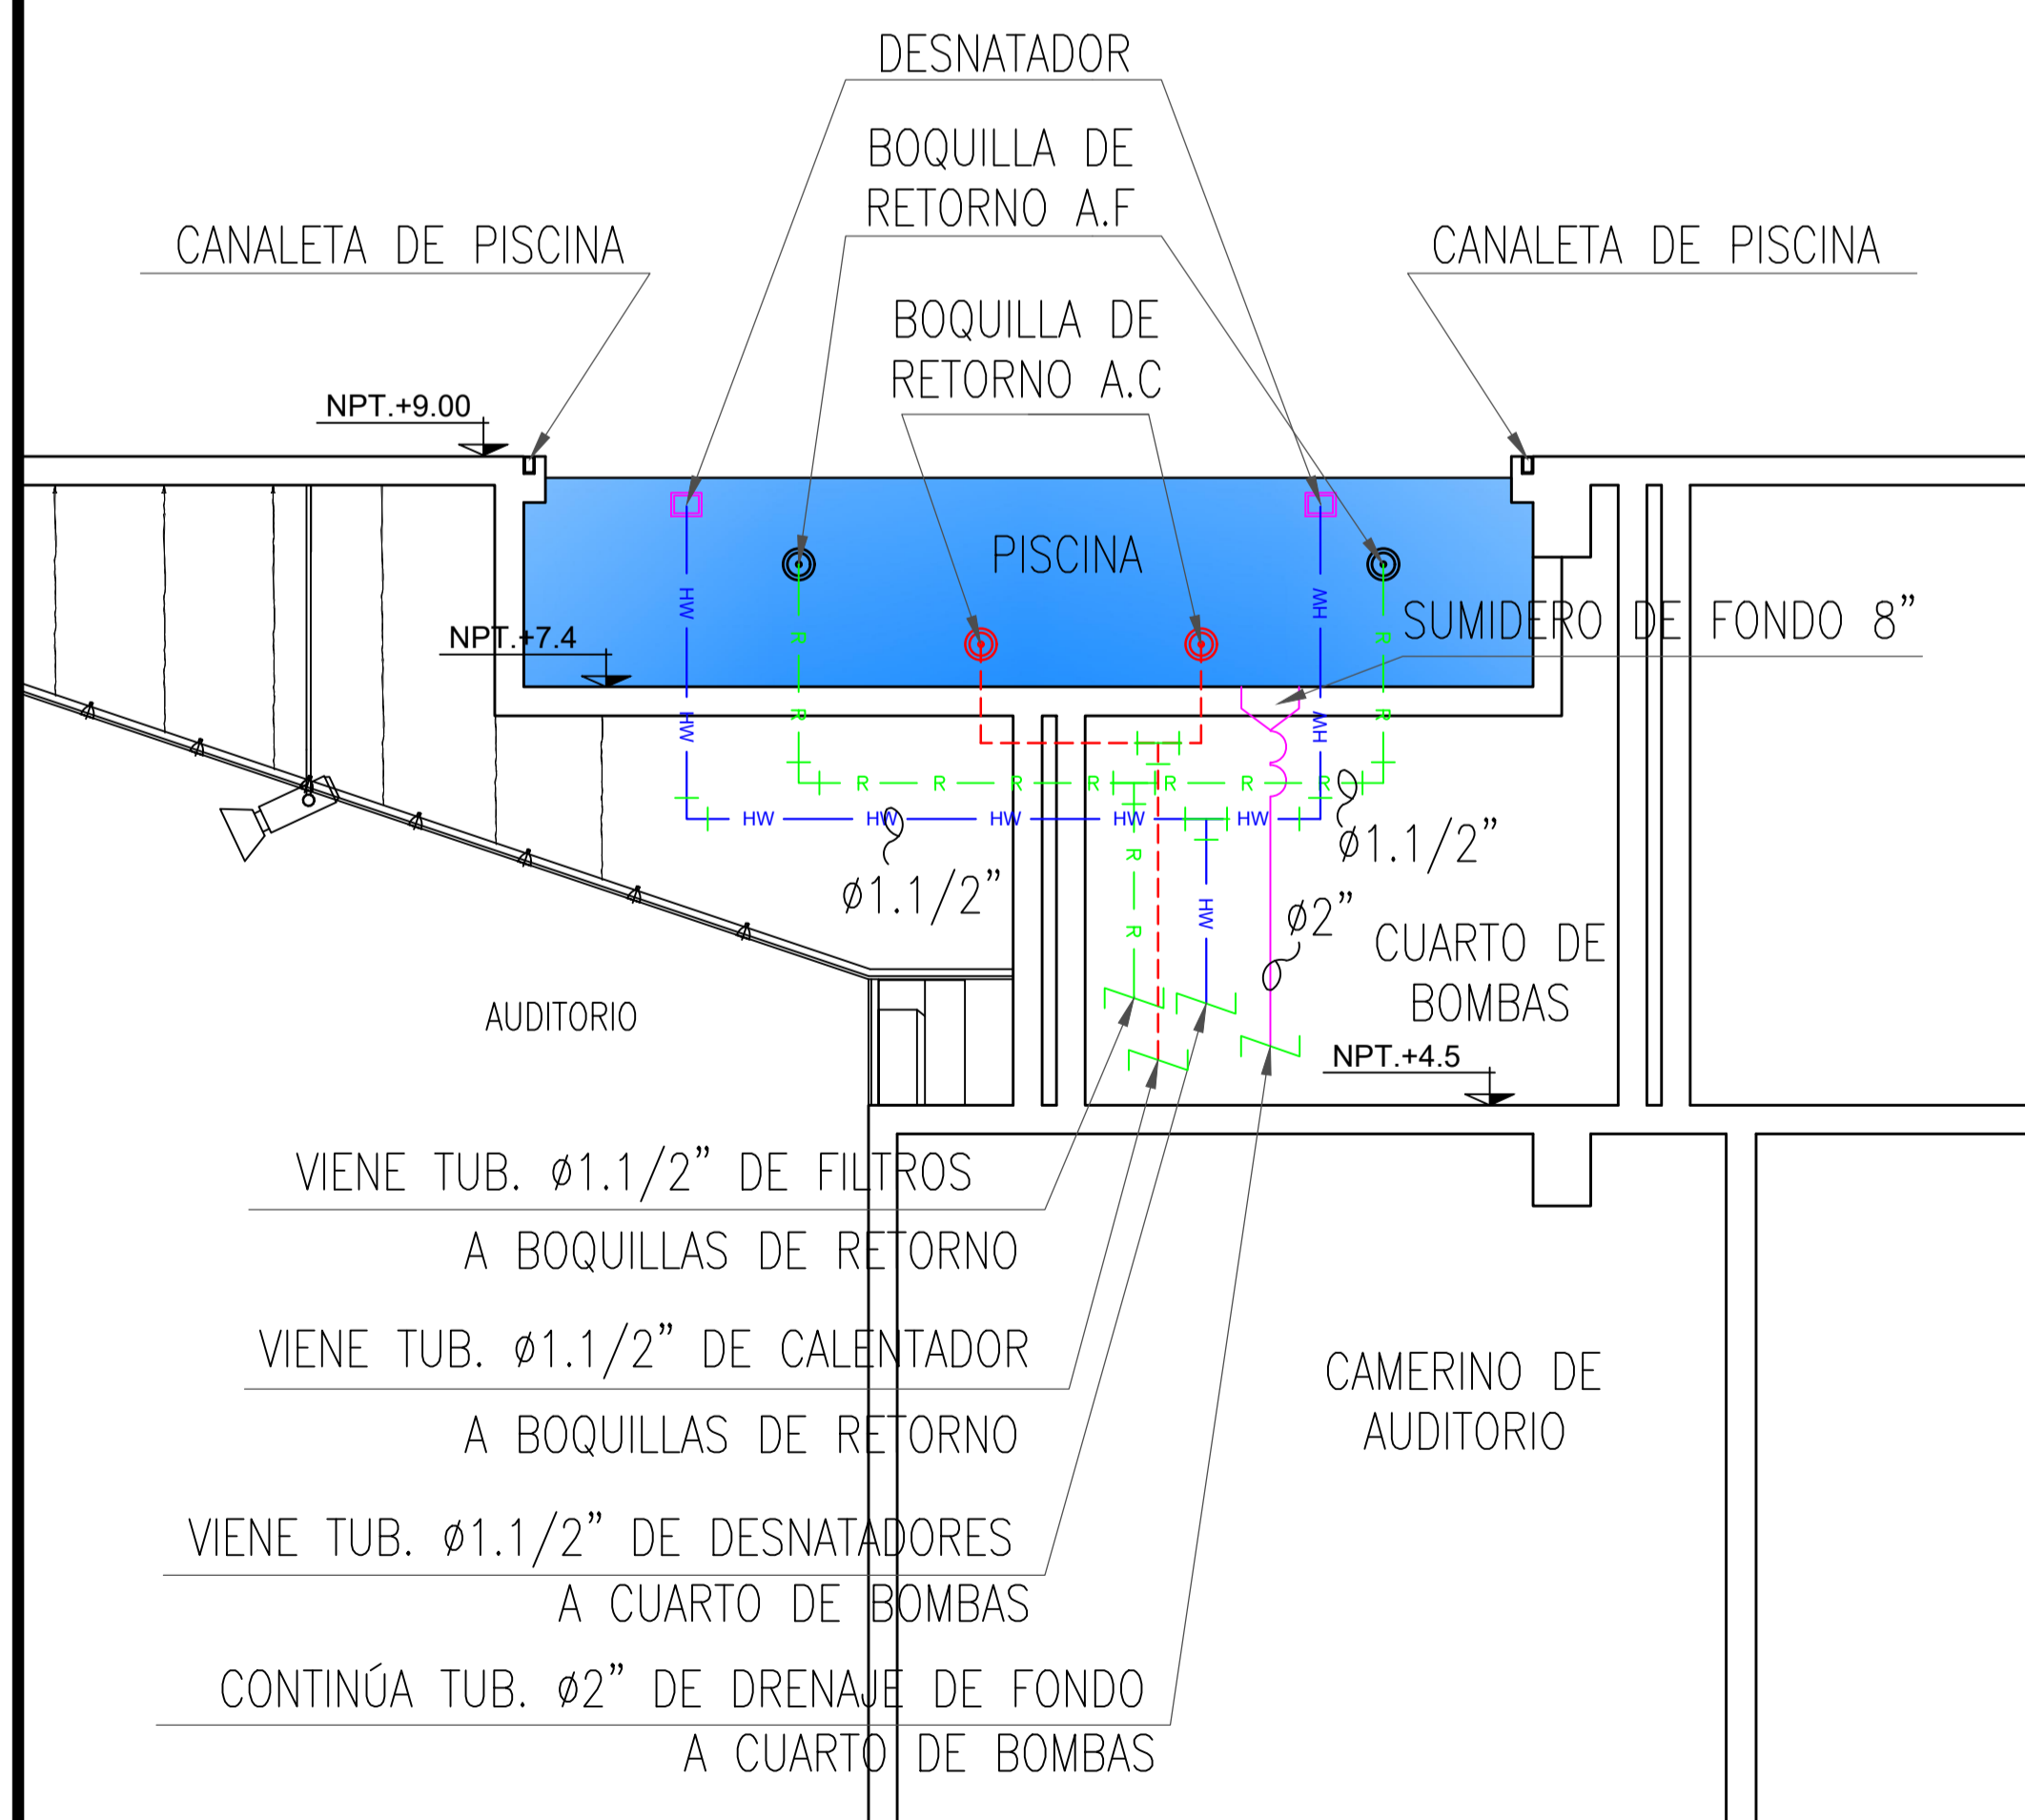 DESNATADOR
BOQUILLA DE
RETORNO A.F
CANALETA DE PISCINA
CANALETA DE PISCINA
BOQUILLA DE
RETORNO A.C
NPT.+9.00
PISCINA
HW
HW
SUMIDERO DE FONDO 8”
NPT.+7.4
R
R
HW
R
R
HW
R R R R R R R
HW HW HW HW HW
Ø1.1/2”
R
Ø1.1/2”
HW
R
Ø2”
CUARTO DE
BOMBAS
AUDITORIO
NPT.+4.5
VIENE TUB. Ø1.1/2” DE FILTROS
A BOQUILLAS DE RETORNO
VIENE TUB. Ø1.1/2” DE CALENTADOR
A BOQUILLAS DE RETORNO
CAMERINO DE
AUDITORIO
VIENE TUB. Ø1.1/2” DE DESNATADORES
A CUARTO DE BOMBAS
CONTINÚA TUB. Ø2” DE DRENAJE DE FONDO
A CUARTO DE BOMBAS